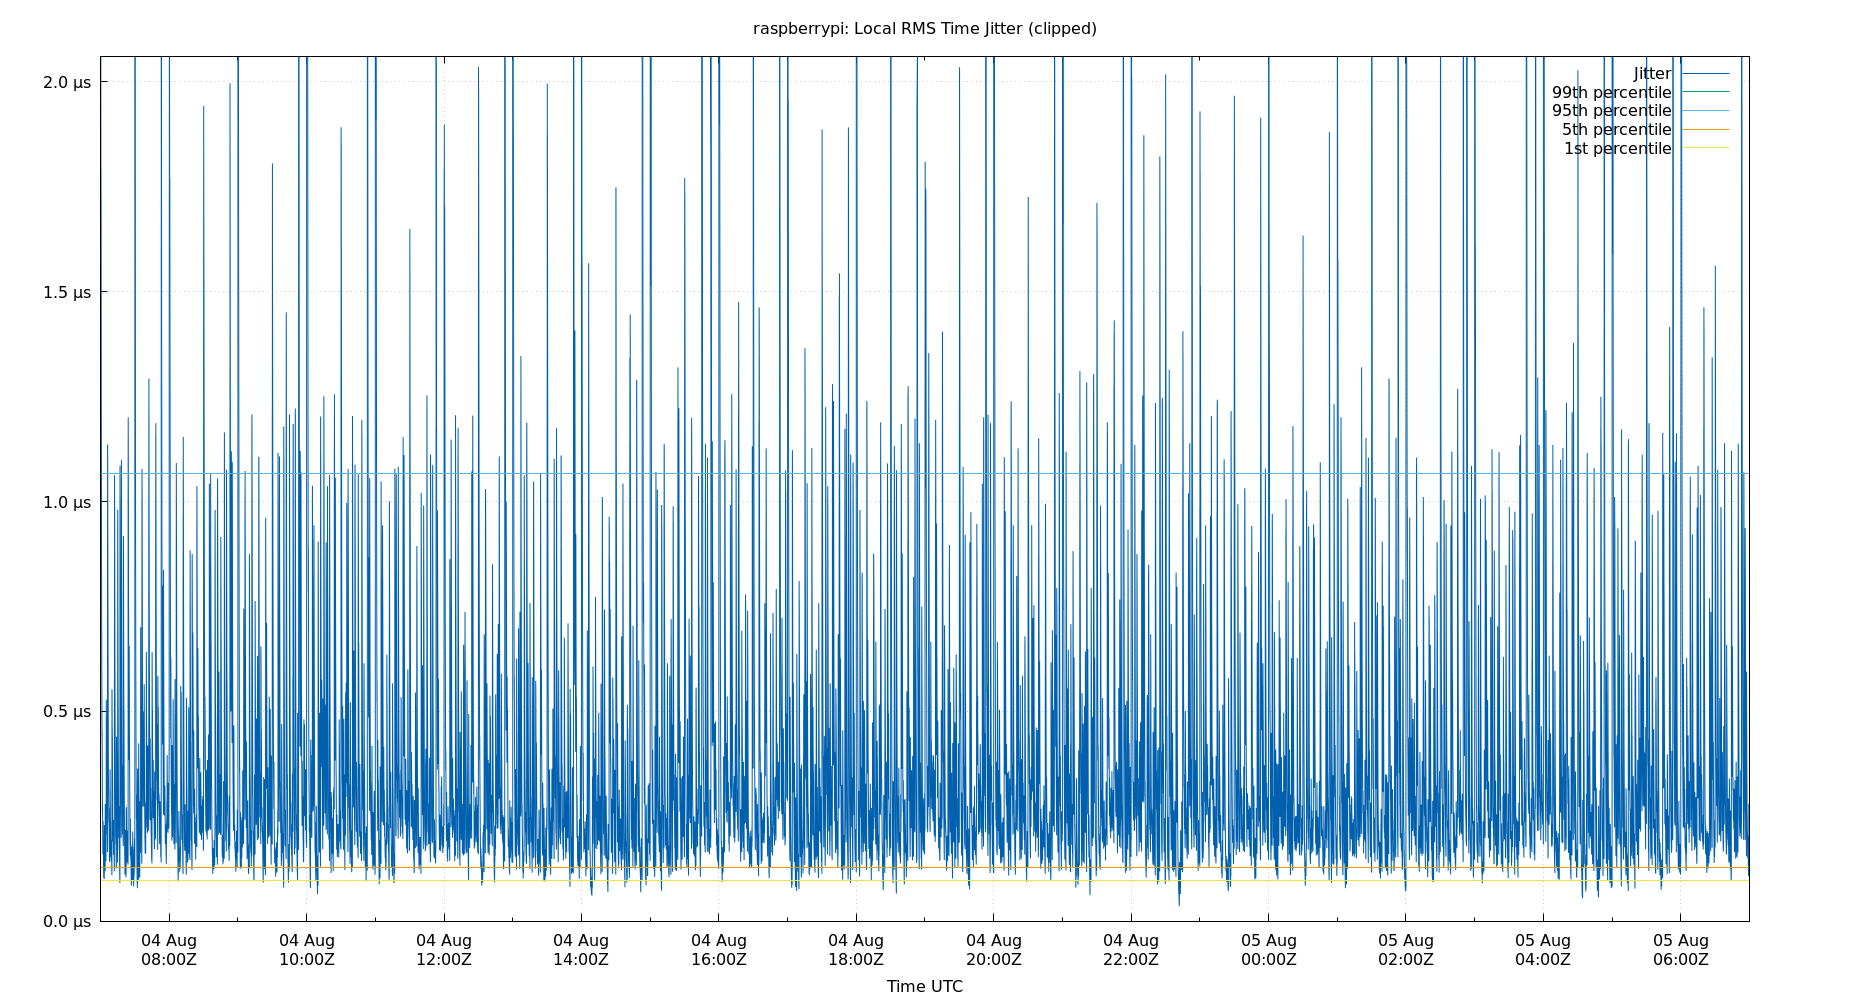 raspberrypi: Local RMS Time Jitter (clipped)
2.0 µs
1.5 µs
1.0 µs
0.5 µs
0.0 µs
Jitter
99th percentile
95th percentile
5th percentile
1st percentile
04 Aug 04 Aug 04 Aug 04 Aug 04 Aug 04 Aug 04 Aug 04 Aug 05 Aug 05 Aug 05 Aug 05 Aug
08:00Z 10:00Z 12:00Z 14:00Z 16:00Z 18:00Z 20:00Z 22:00Z 00:00Z 02:00Z 04:00Z 06:00Z
Time UTC